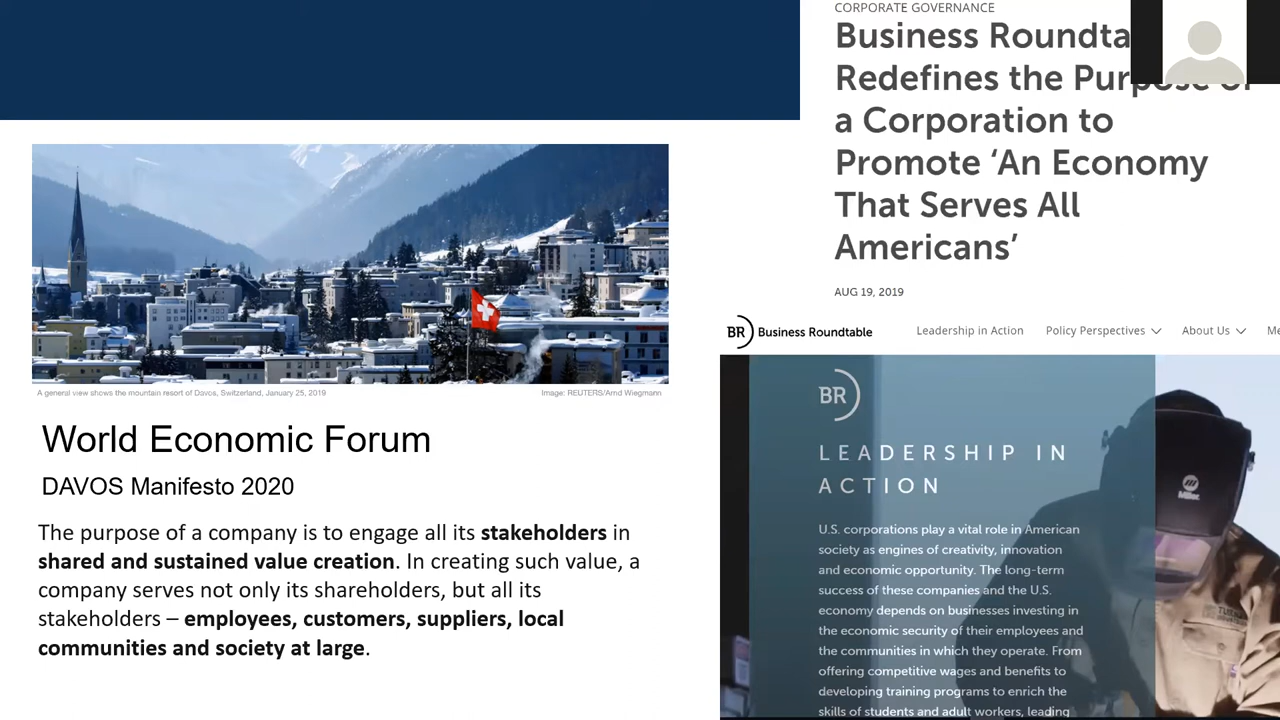 CORPORATE GOVERNANCE
Business Roundta
Redefines the Purpose of
a Corporation to
Promote ‘An Economy
That Serves All
Americans’
AUG 19, 2019
A general view shows the mountain resort of Davos, Switzerland, January 25, 2019
Image: REUTERS/Arnd Wiegmann
World Economic Forum
DAVOS Manifesto 2020
The purpose of a company is to engage all its stakeholders in
shared and sustained value creation. In creating such value, a
company serves not only its shareholders, but all its
stakeholders – employees, customers, suppliers, local
communities and society at large.
BR Business Roundtable
Leadership in Action
Policy Perspectives
About Us
Me
BR
LEADERSHIP IN
ACTION
U.S. corporations play a vital role in American
society as engines of creativity, innovation
and economic opportunity. The long-term
success of these companies and the U.S.
economy depends on businesses investing in
the economic security of their employees and
the communities in which they operate. From
offering competitive wages and benefits to
developing training programs to enrich the
skills of students and adult workers, leading
Miller